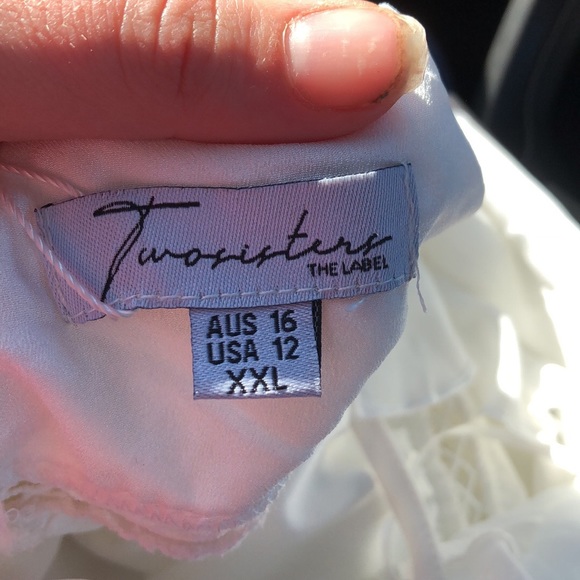 Twosisters
THE LABEL
AUS 16
USA 12
XXL